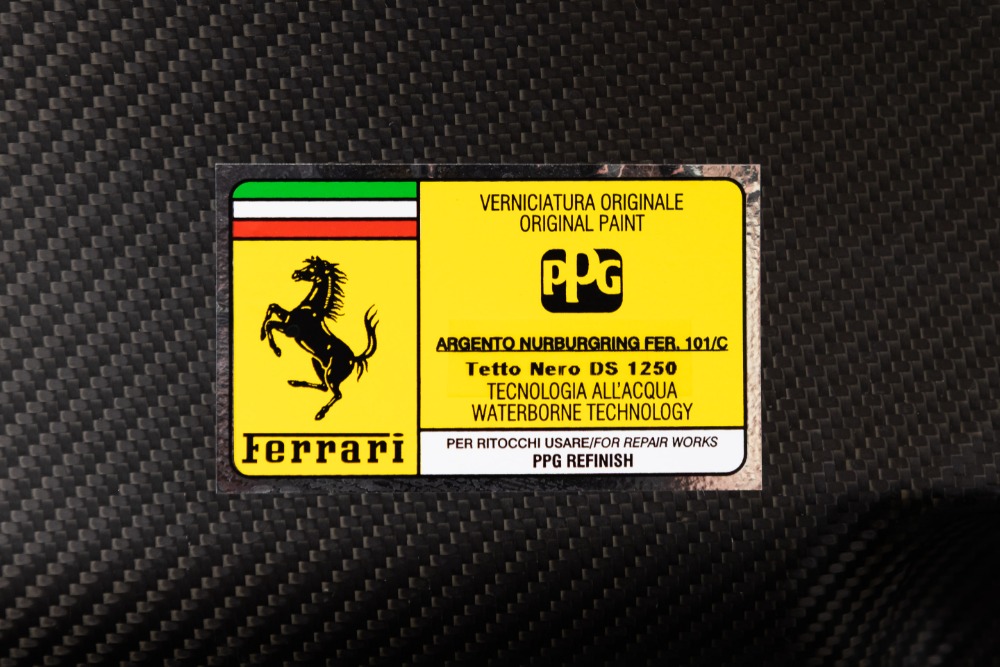 Ferrari
VERNICIATURA ORIGINALE
ORIGINAL PAINT
PPG
ARGENTO NURBURGRING FER. 101/C
Tetto Nero DS 1250
TECNOLOGIA ALL'ACQUA
WATERBORNE TECHNOLOGY
PER RITOCCHI USARE/FOR REPAIR WORKS
PPG REFINISH